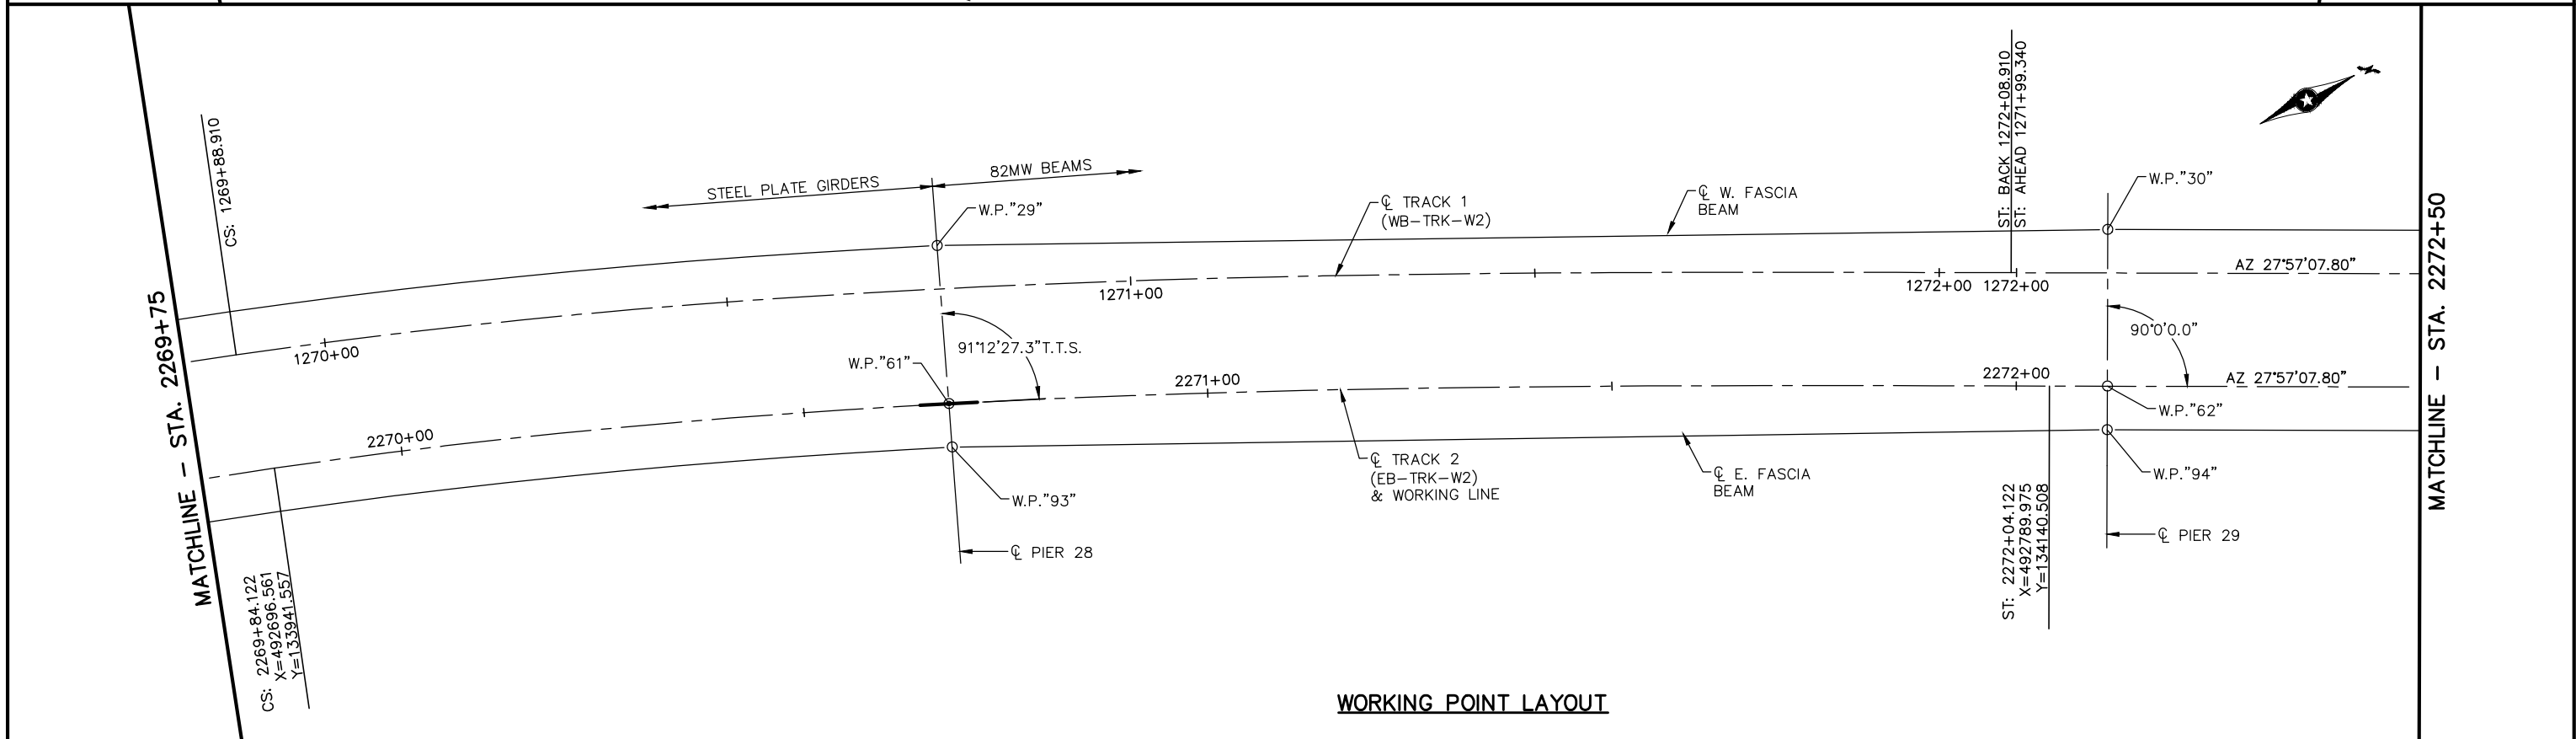 MATCHLINE - STA. 2269+75
CS: 1269+88.910
STEEL PLATE GIRDERS
82MW BEAMS
W.P."29"
℄ TRACK 1
(WB-TRK-W2)
℄ W. FASCIA
BEAM
ST: BACK 1272+08.910
ST: AHEAD 1271+99.340
W.P."30"
MATCHLINE - STA. 2272+50
1270+00
1271+00
1272+00
1272+00
AZ 27°57'07.80"
91°12'27.3"T.T.S.
90°0'0.0"
W.P."61"
2270+00
2271+00
2272+00
AZ 27°57'07.80"
W.P."62"
W.P."93"
℄ TRACK 2
(EB-TRK-W2)
& WORKING LINE
℄ E. FASCIA
BEAM
W.P."94"
℄ PIER 28
℄ PIER 29
CS: 2269+84.122
X=492696.561
Y=133941.557
ST: 2272+04.122
X=492789.975
Y=134140.508
WORKING POINT LAYOUT